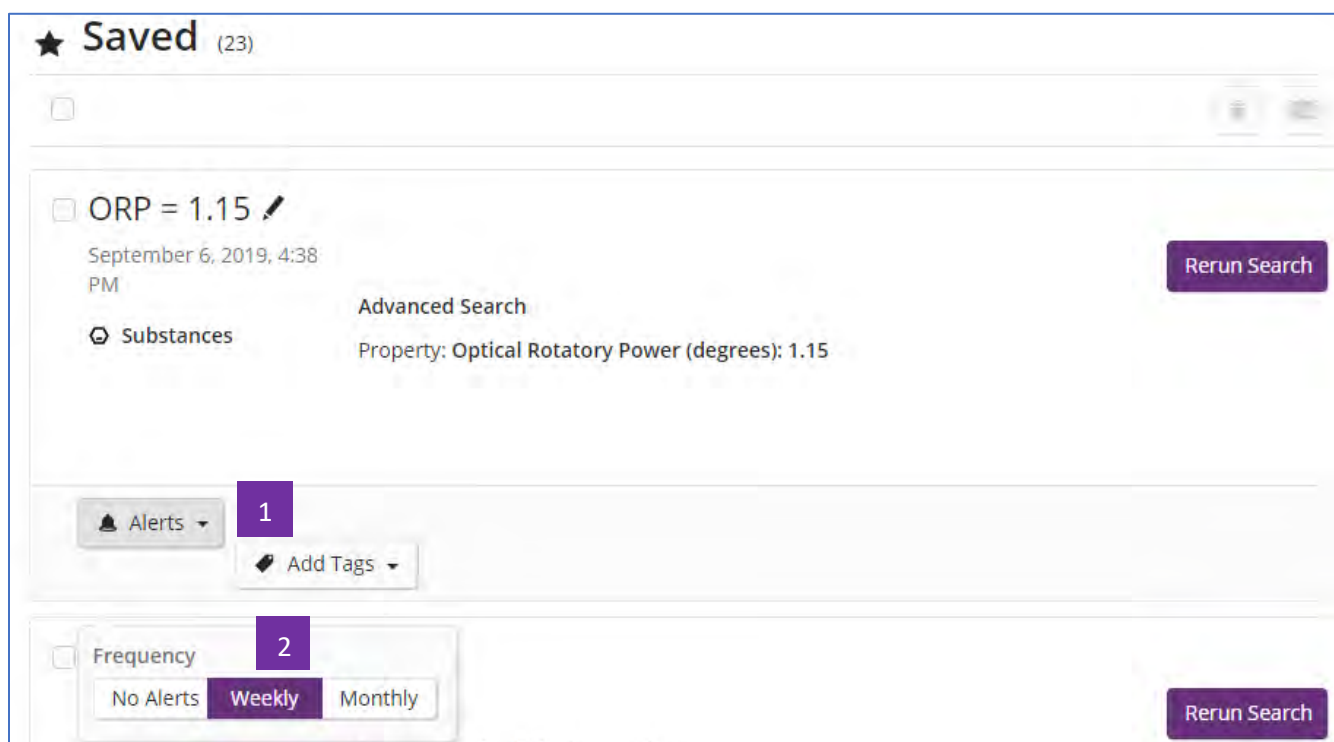 Saved (23)
ORP = 1.15
September 6, 2019, 4:38
PM
Rerun Search
Advanced Search
Substances
Property: Optical Rotatory Power (degrees): 1.15
Alerts
1
Add Tags
2
Frequency
No Alerts Weekly Monthly
Rerun Search